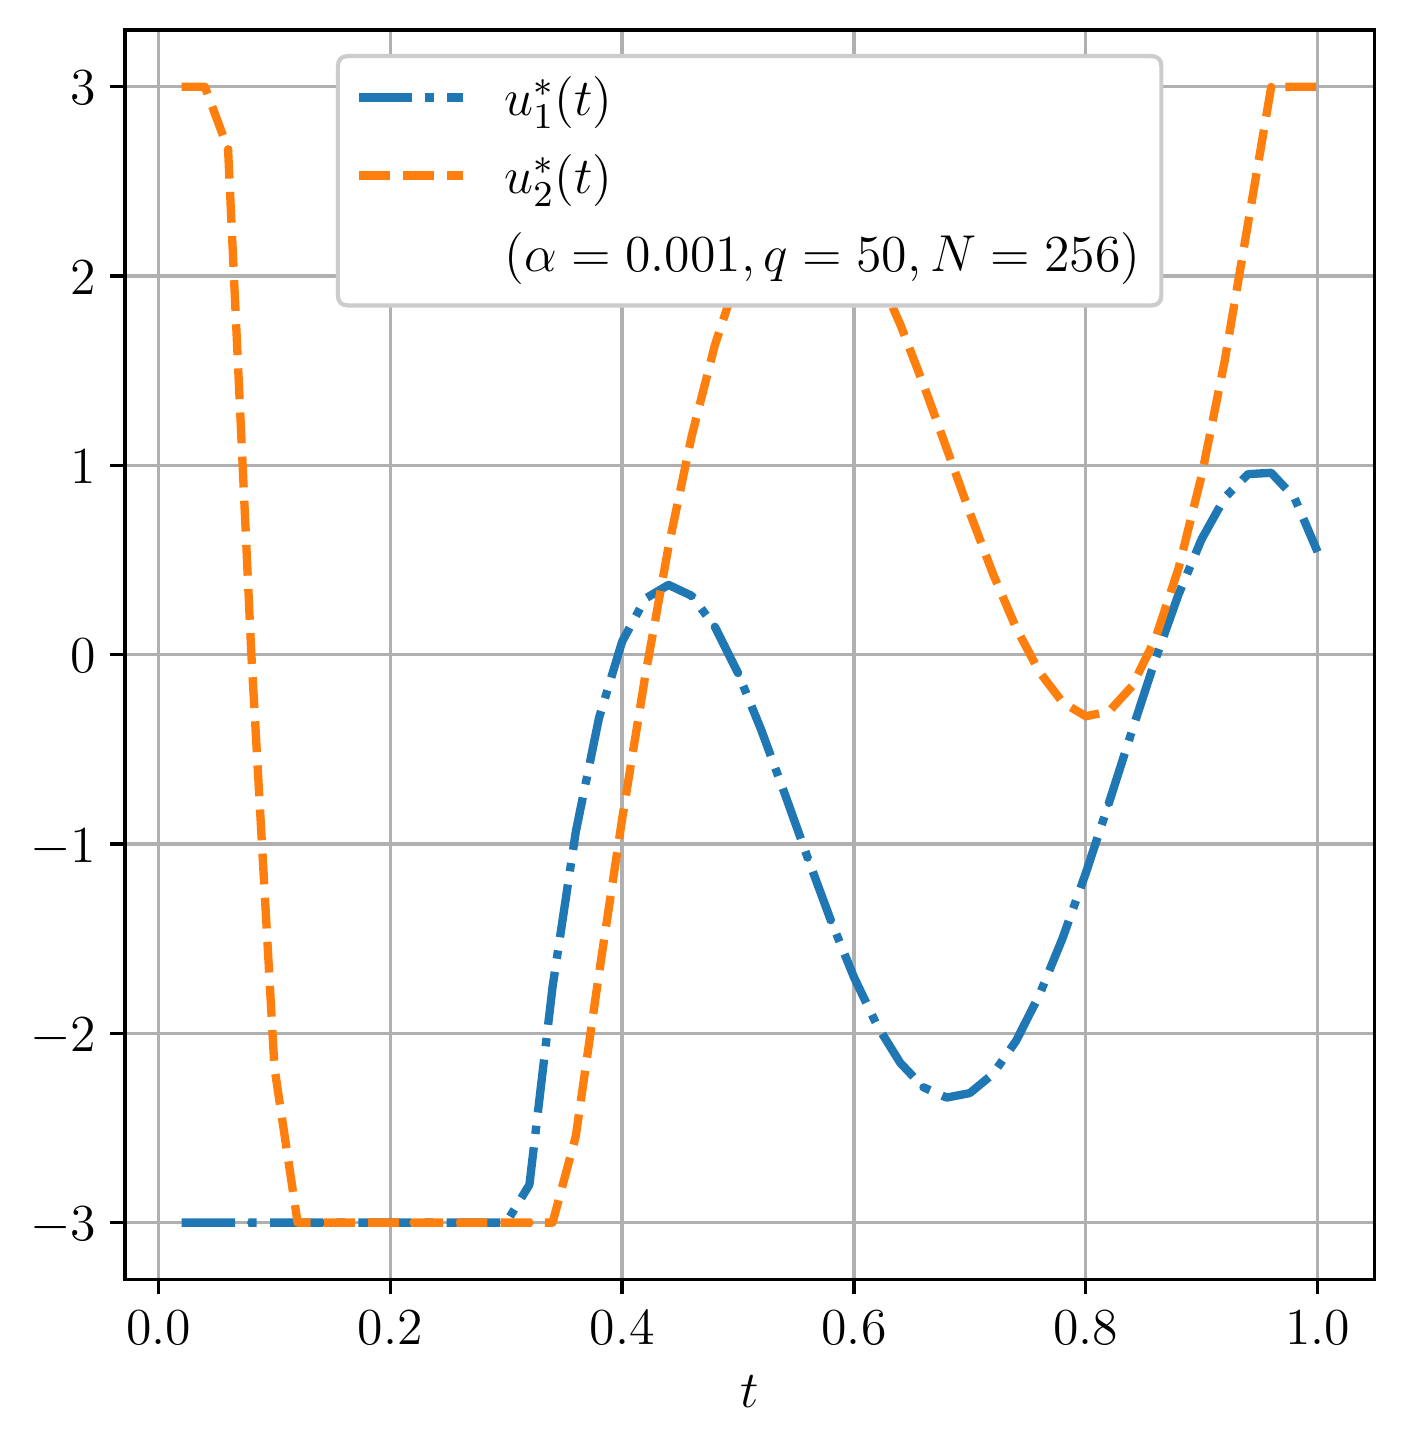 3
2
1
0
−1
−2
−3
u₁*(t)
u₂*(t)
(α = 0.001, q = 50, N = 256)
0.0 0.2 0.4 0.6 0.8 1.0
t